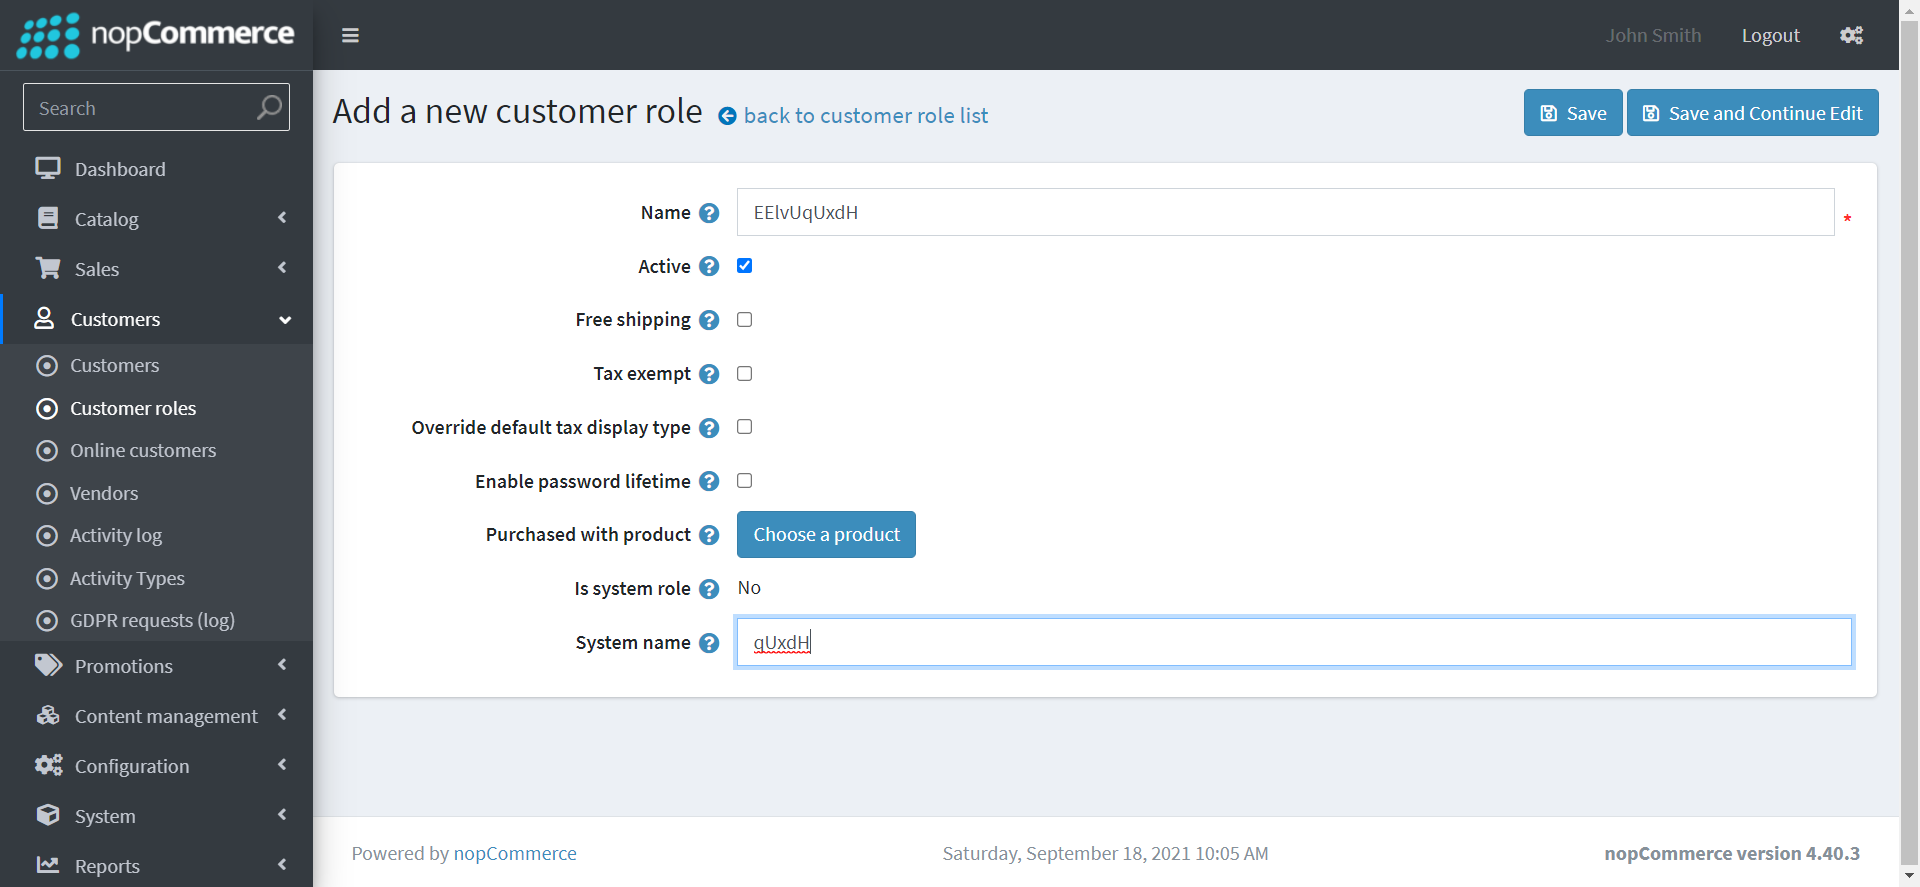 nopCommerce
John Smith
Logout
Search
Add a new customer role
back to customer role list
Save
Save and Continue Edit
Dashboard
Catalog
Sales
Customers
Customers
Customer roles
Online customers
Vendors
Activity log
Activity Types
GDPR requests (log)
Promotions
Content management
Configuration
System
Reports
Name ? EElvUqUxdH *
Active ?
Free shipping ?
Tax exempt ?
Override default tax display type ?
Enable password lifetime ?
Purchased with product ? Choose a product
Is system role ? No
System name ? qUxdH
Powered by nopCommerce
Saturday, September 18, 2021 10:05 AM
nopCommerce version 4.40.3